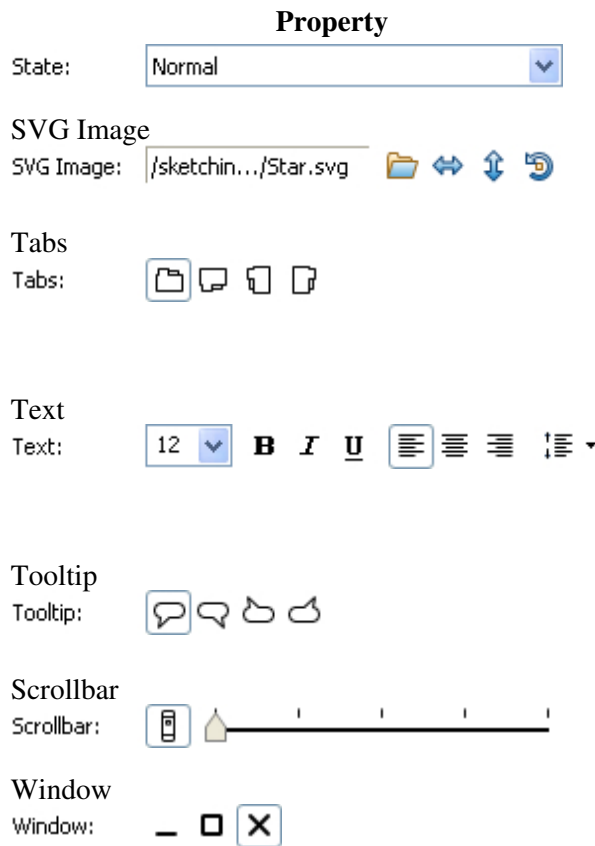 Property
State: Normal
SVG Image
SVG Image: /sketchin.../Star.svg
Tabs
Tabs:
Text
Text: 12 B I U
Tooltip
Tooltip:
Scrollbar
Scrollbar:
Window
Window: